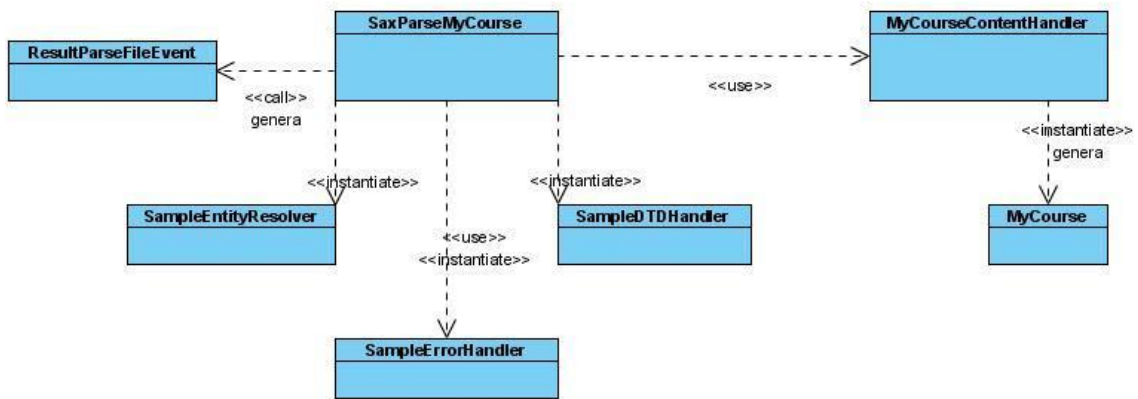 SaxParseMyCourse
MyCourseContentHandler
ResultParseFileEvent
<<call>>
genera
<<use>>
<<instantiate>>
genera
<<instantiate>>
<<instantiate>>
SampleEntityResolver
SampleDTDHandler
MyCourse
<<use>>
<<instantiate>>
SampleErrorHandler